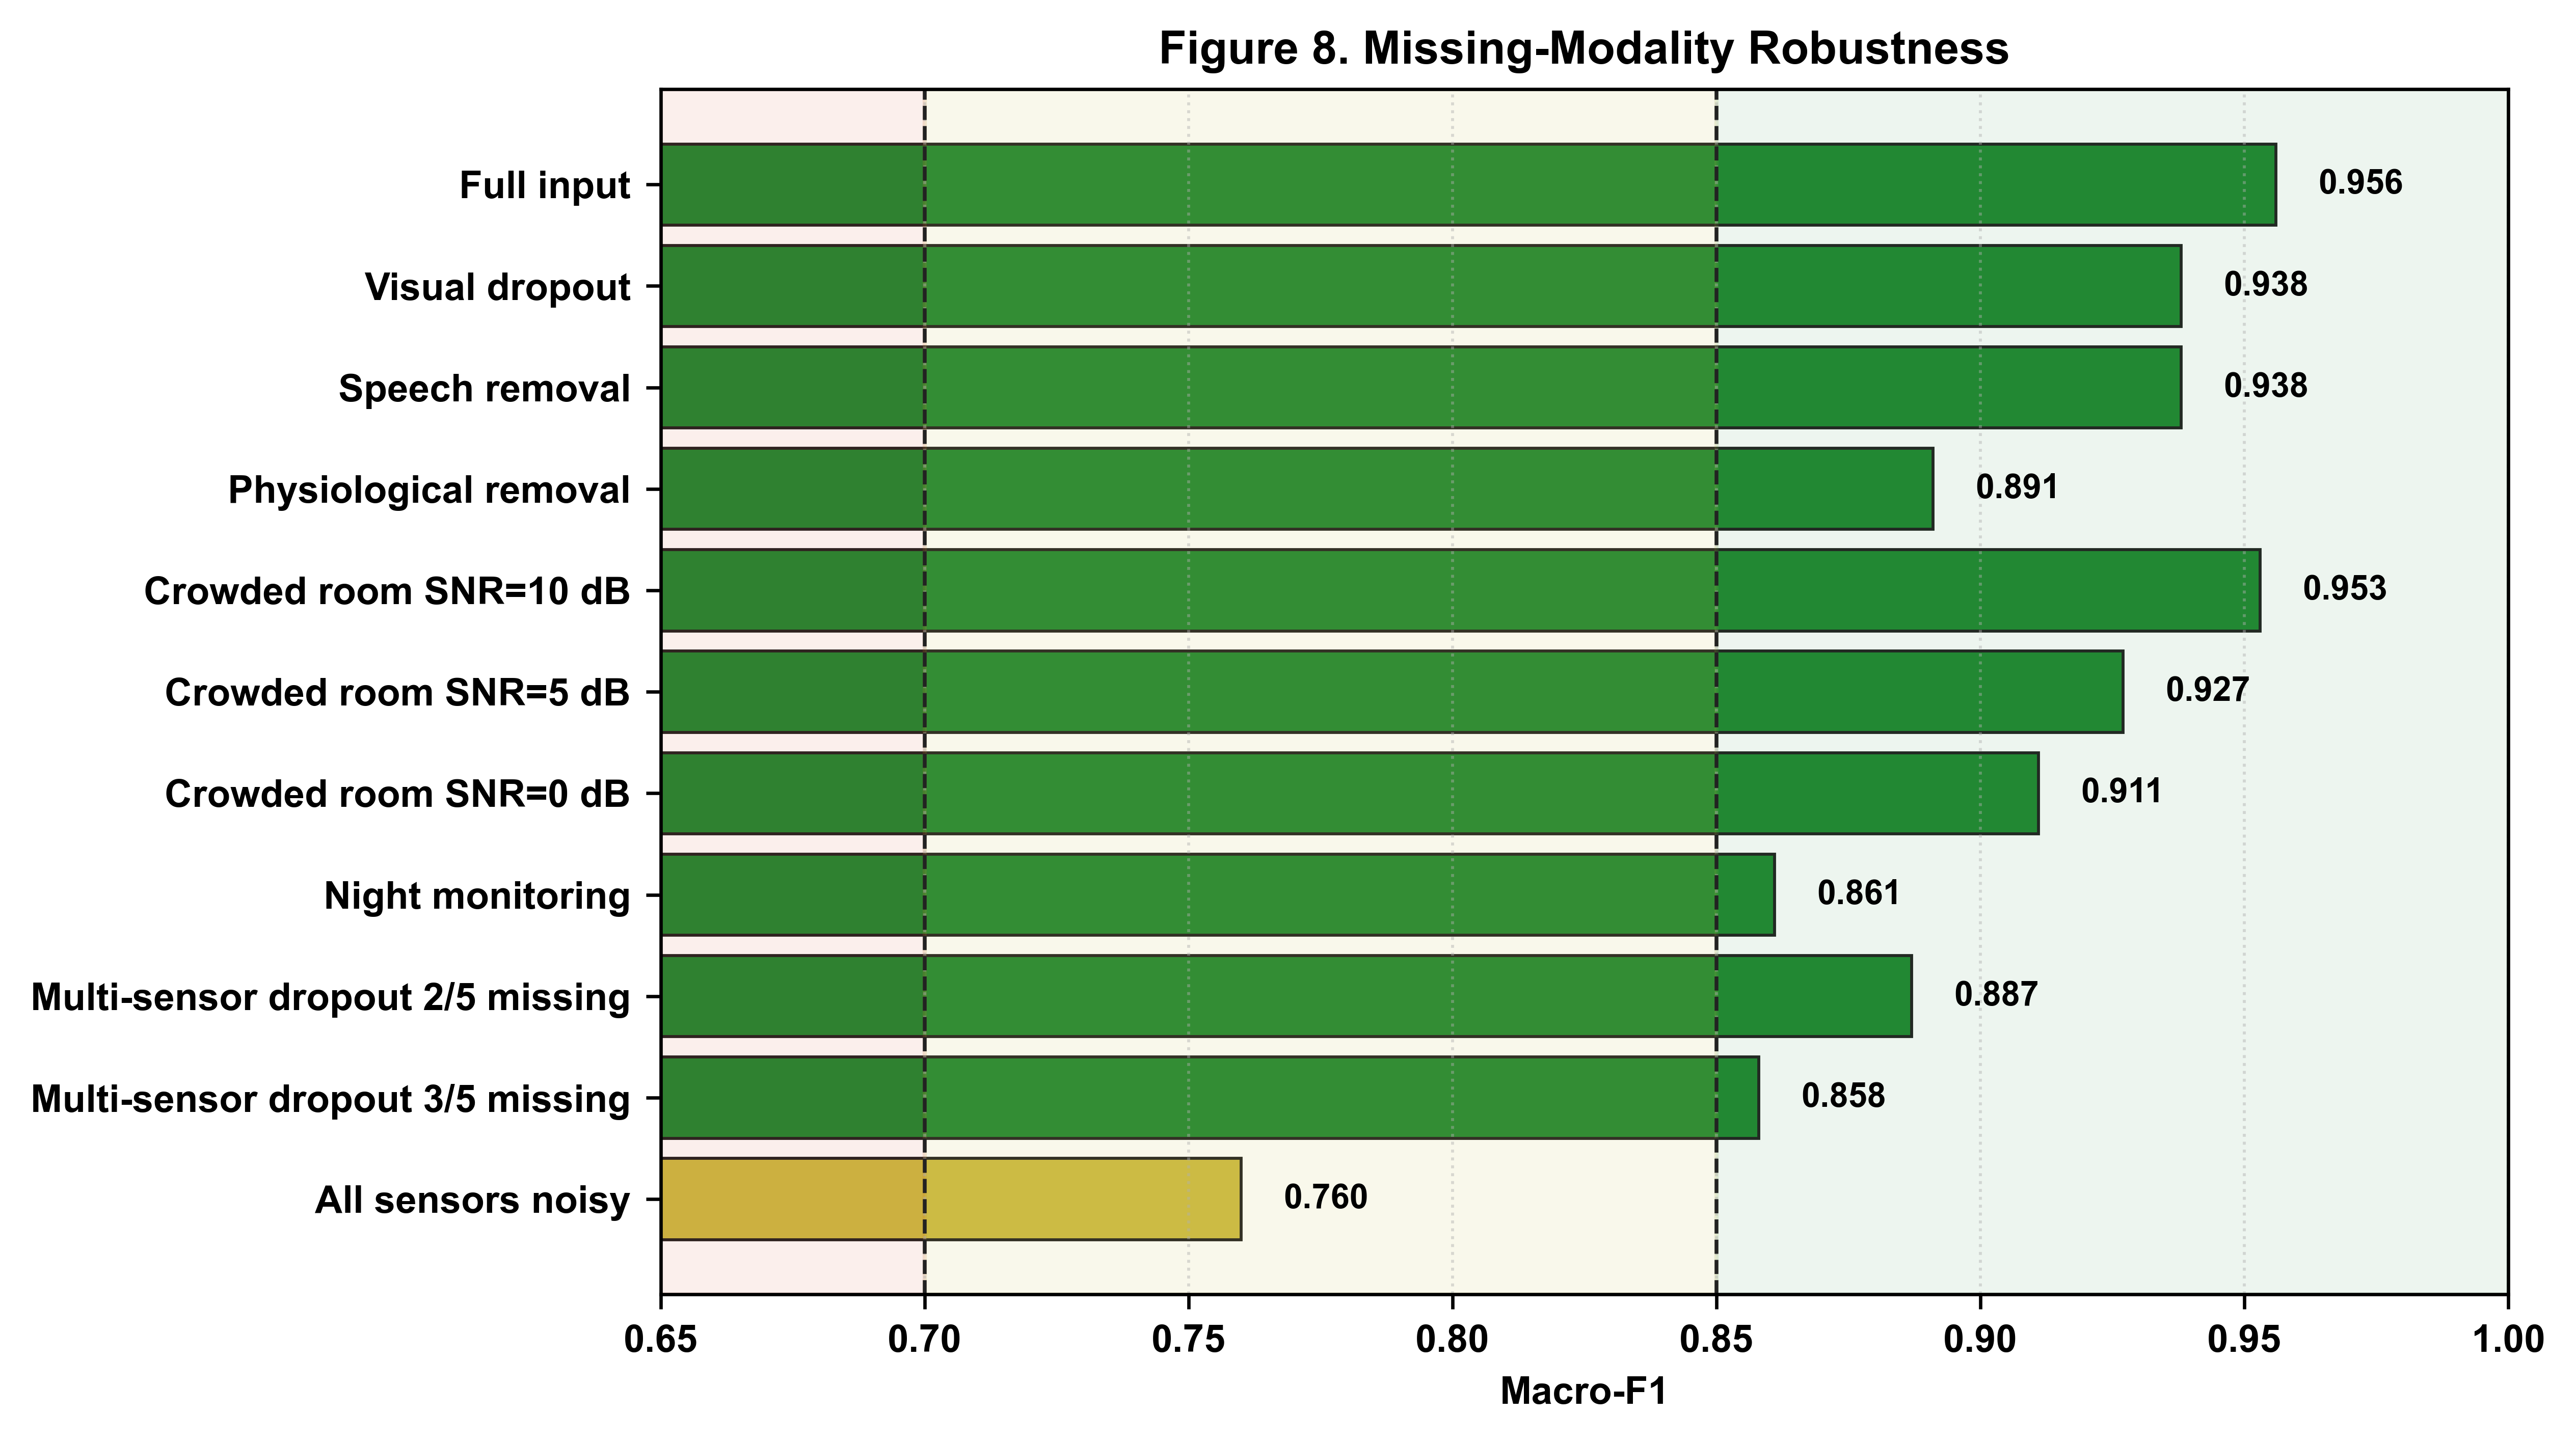 Figure 8. Missing-Modality Robustness
Full input 0.956
Visual dropout 0.938
Speech removal 0.938
Physiological removal 0.891
Crowded room SNR=10 dB 0.953
Crowded room SNR=5 dB 0.927
Crowded room SNR=0 dB 0.911
Night monitoring 0.861
Multi-sensor dropout 2/5 missing 0.887
Multi-sensor dropout 3/5 missing 0.858
All sensors noisy 0.760
0.65 0.70 0.75 0.80 0.85 0.90 0.95 1.00
Macro-F1